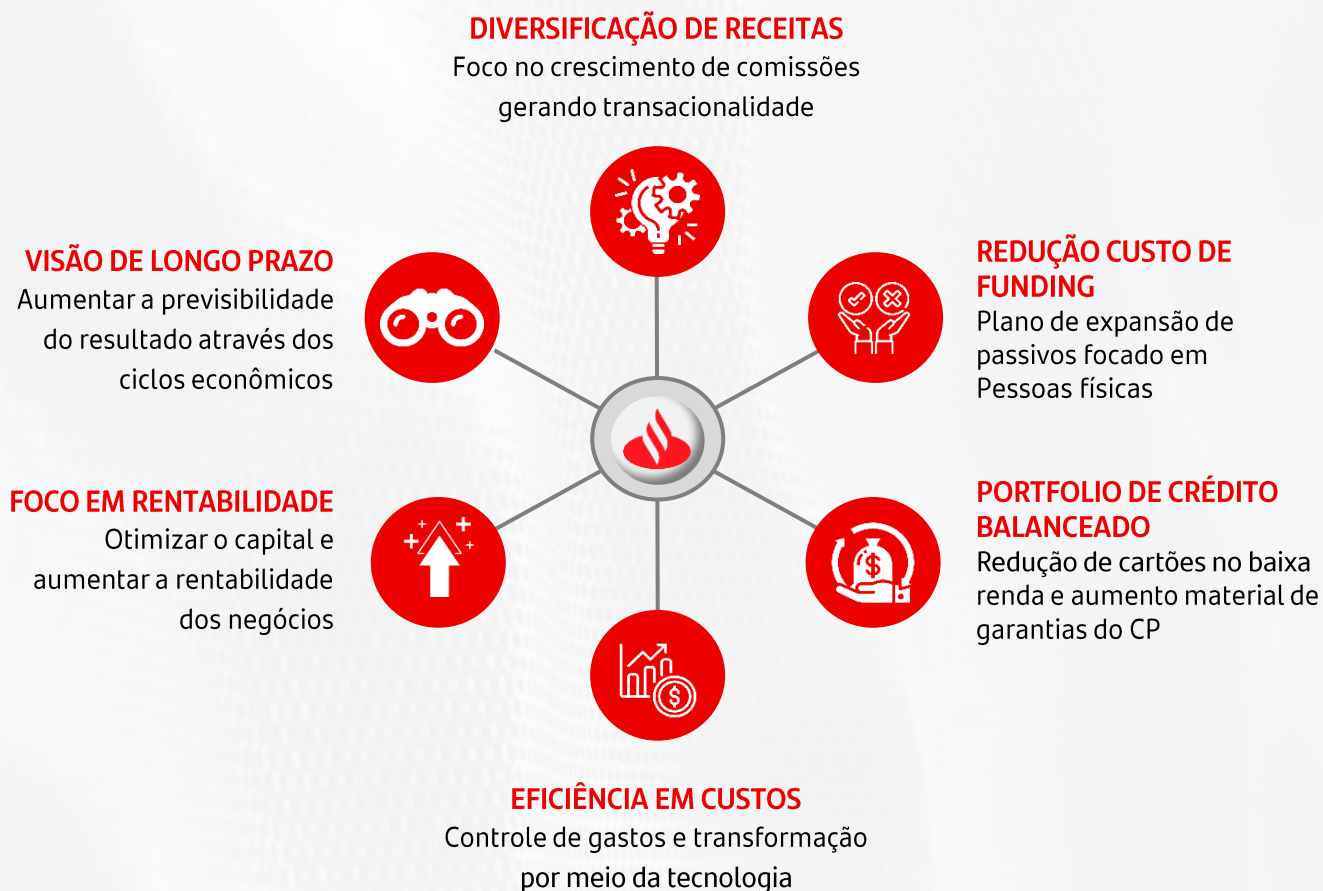 DIVERSIFICAÇÃO DE RECEITAS
Foco no crescimento de comissões
gerando transacionalidade
VISÃO DE LONGO PRAZO
Aumentar a previsibilidade
do resultado através dos
ciclos econômicos
REDUÇÃO CUSTO DE
FUNDING
Plano de expansão de
passivos focado em
Pessoas físicas
FOCO EM RENTABILIDADE
Otimizar o capital e
aumentar a rentabilidade
dos negócios
PORTFOLIO DE CRÉDITO
BALANCEADO
Redução de cartões no baixa
renda e aumento material de
garantias do CP
EFICIÊNCIA EM CUSTOS
Controle de gastos e transformação
por meio da tecnologia